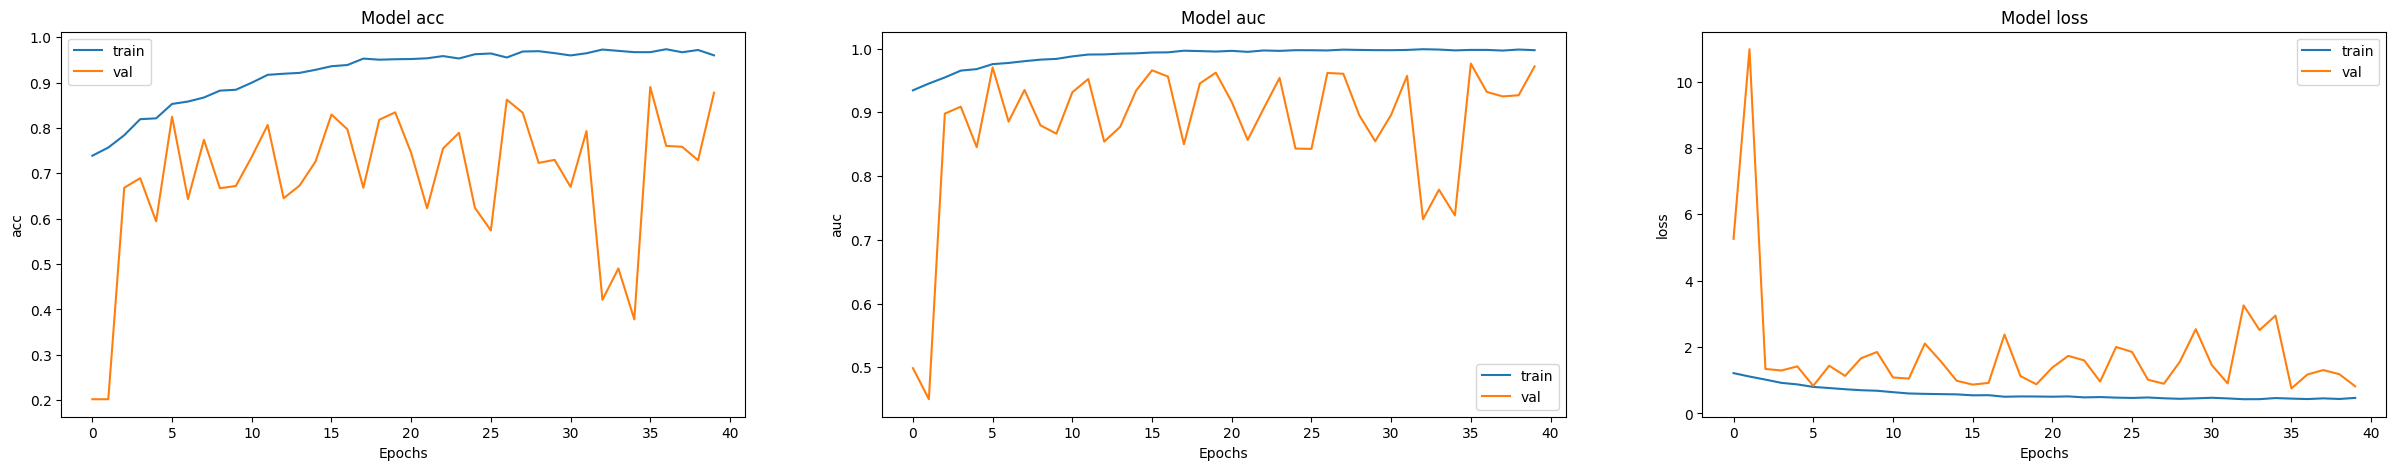 Model acc
acc
1.0
0.9
0.8
0.7
0.6
0.5
0.4
0.3
0.2
train
val
0 5 10 15 20 25 30 35 40
Epochs
Model auc
auc
1.0
0.9
0.8
0.7
0.6
0.5
train
val
0 5 10 15 20 25 30 35 40
Epochs
Model loss
loss
10
8
6
4
2
0
train
val
0 5 10 15 20 25 30 35 40
Epochs